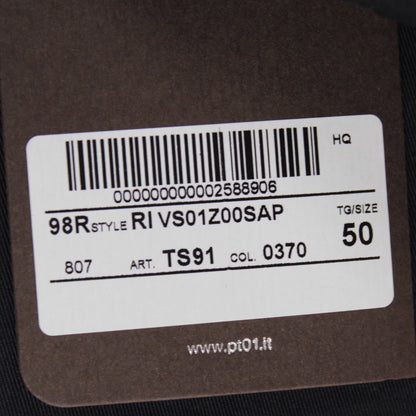 HQ
000000000002588906
98R STYLE RI VS01Z00SAP TG/SIZE
807 ART. TS91 COL. 0370 50
www.pt01.it